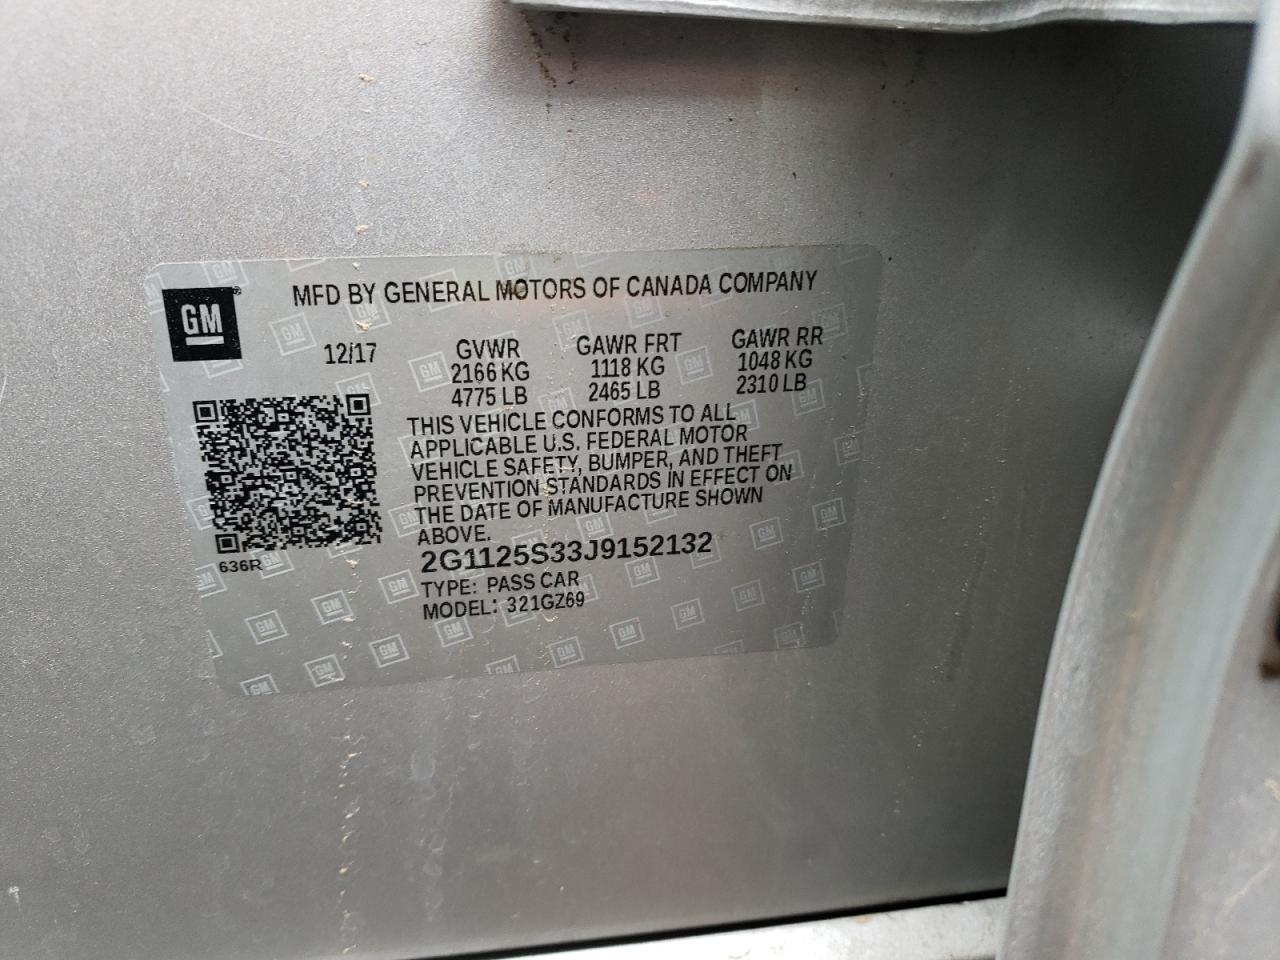 GM
MFD BY GENERAL MOTORS OF CANADA COMPANY
12/17
GVWR GAWR FRT GAWR RR
2166 KG 1118 KG 1048 KG
4775 LB 2465 LB 2310 LB
THIS VEHICLE CONFORMS TO ALL
APPLICABLE U.S. FEDERAL MOTOR
VEHICLE SAFETY, BUMPER, AND THEFT
PREVENTION STANDARDS IN EFFECT ON
THE DATE OF MANUFACTURE SHOWN
ABOVE.
636R
2G1125S33J9152132
TYPE: PASS CAR
MODEL: 321GZ69